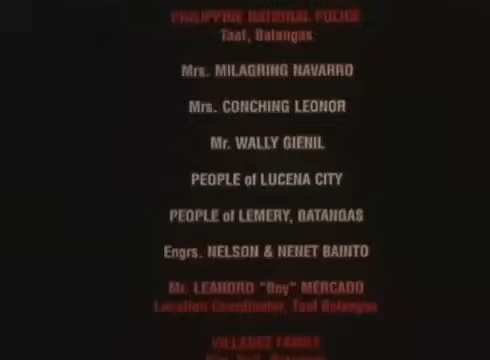 PHILIPPINE NATIONAL POLICE
Taal, Batangas
Mrs. MILAGRING NAVARRO
Mrs. CONCHING LEONOR
Mr. WALLY GIENIL
PEOPLE of LUCENA CITY
PEOPLE of LEMERY, BATANGAS
Engrs. NELSON & NENET BAINTO
Mr. LEANDRO "Boy" MERCADO
Location Coordinator, Taal Batangas
FAMILY